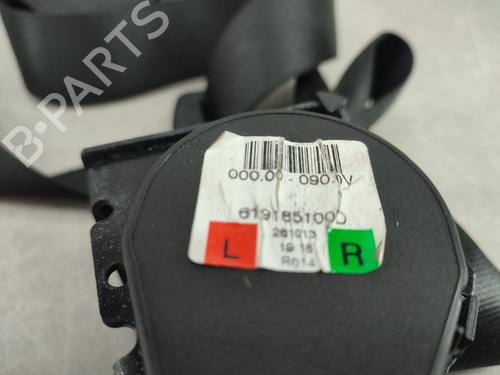 B-PARTS
000.00 - 090.0V
619185100D
261013
19:16
R014
L
R